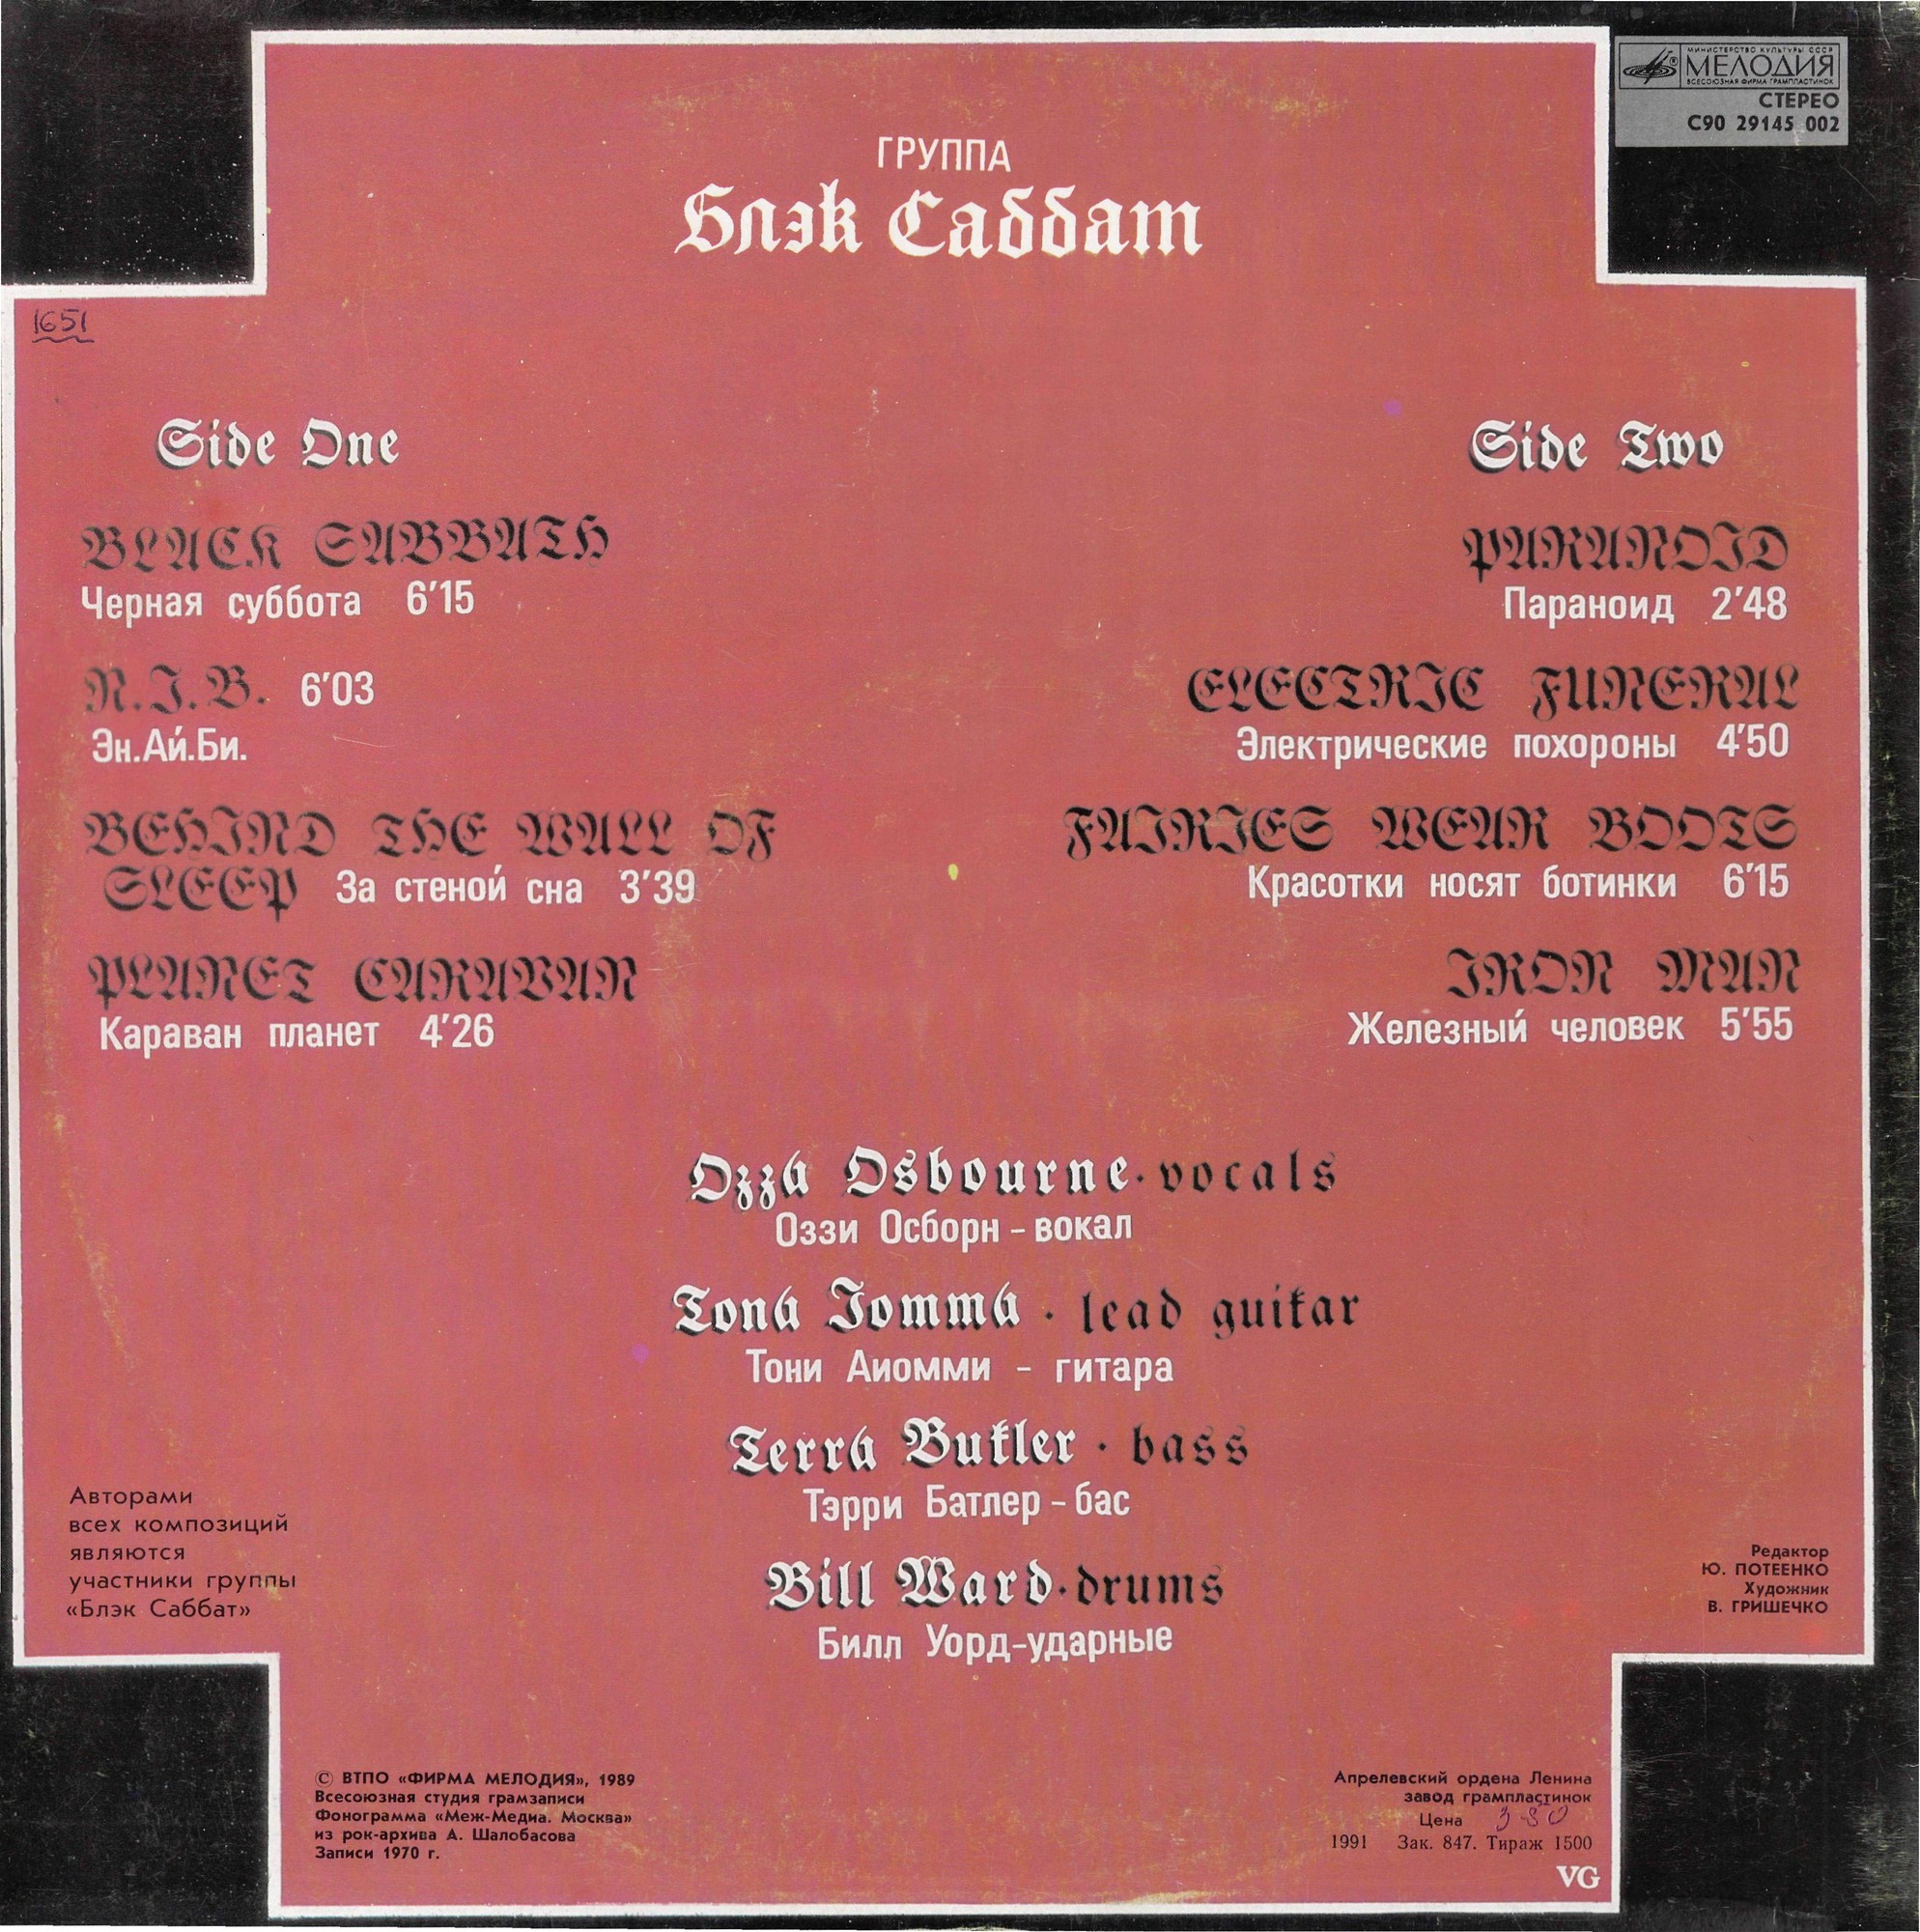 МИНИСТЕРСТВО КУЛЬТУРЫ СССР
МЕЛОДИЯ
ВСЕСОЮЗНАЯ ФИРМА ГРАМПЛАСТИНОК
СТЕРЕО
С90 29145 002
ГРУППА
Блэк Саббат
1651
Side One
BLACK SABBATH
Черная суббота 6'15
N.I.B. 6'03
Эн.Ай.Би.
BEHIND THE WALL OF
SLEEP За стеной сна 3'39
PLANET CARAVAN
Караван планет 4'26
Side Two
PARANOID
Параноид 2'48
ELECTRIC FUNERAL
Электрические похороны 4'50
FAIRIES WEAR BOOTS
Красотки носят ботинки 6'15
IRON MAN
Железный человек 5'55
Ozzy Osbourne · vocals
Оззи Осборн – вокал
Tony Iommy · lead guitar
Тони Аиомми – гитара
Terry Butler · bass
Тэрри Батлер – бас
Bill Ward · drums
Билл Уорд–ударные
Авторами
всех композиций
являются
участники группы
«Блэк Саббат»
Редактор
Ю. ПОТЕЕНКО
Художник
В. ГРИШЕЧКО
© ВТПО «ФИРМА МЕЛОДИЯ», 1989
Всесоюзная студия грамзаписи
Фонограмма «Меж-Медиа. Москва»
из рок-архива А. Шалобасова
Записи 1970 г.
Апрелевский ордена Ленина
завод грампластинок
Цена 3-50
1991 Зак. 847. Тираж 1500
VG